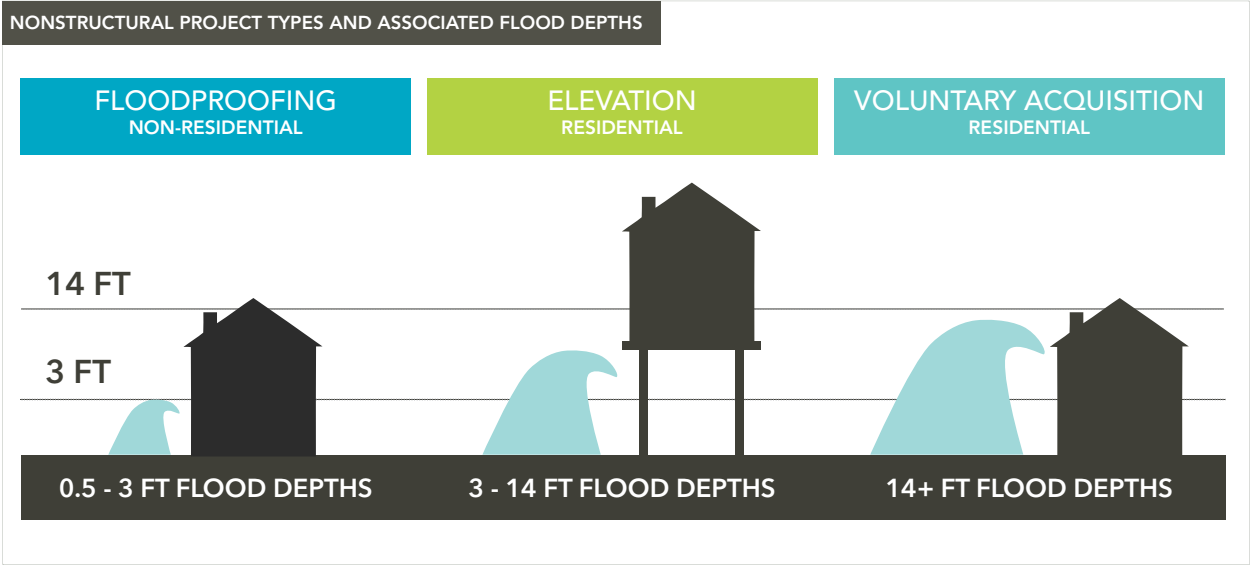 NONSTRUCTURAL PROJECT TYPES AND ASSOCIATED FLOOD DEPTHS
FLOODPROOFING
NON-RESIDENTIAL
ELEVATION
RESIDENTIAL
VOLUNTARY ACQUISITION
RESIDENTIAL
14 FT
3 FT
0.5 - 3 FT FLOOD DEPTHS
3 - 14 FT FLOOD DEPTHS
14+ FT FLOOD DEPTHS